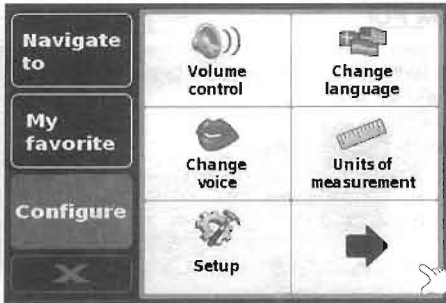 Navigate
to
My
favorite
Configure
X
Volume
control
Change
language
Change
voice
Units of
measurement
Setup